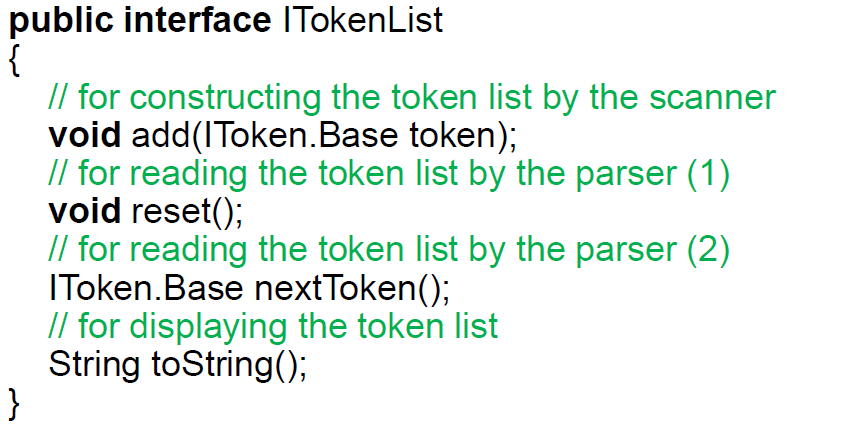 public interface ITokenList
{
// for constructing the token list by the scanner
void add(IToken.Base token);
// for reading the token list by the parser (1)
void reset();
// for reading the token list by the parser (2)
IToken.Base nextToken();
// for displaying the token list
String toString();
}